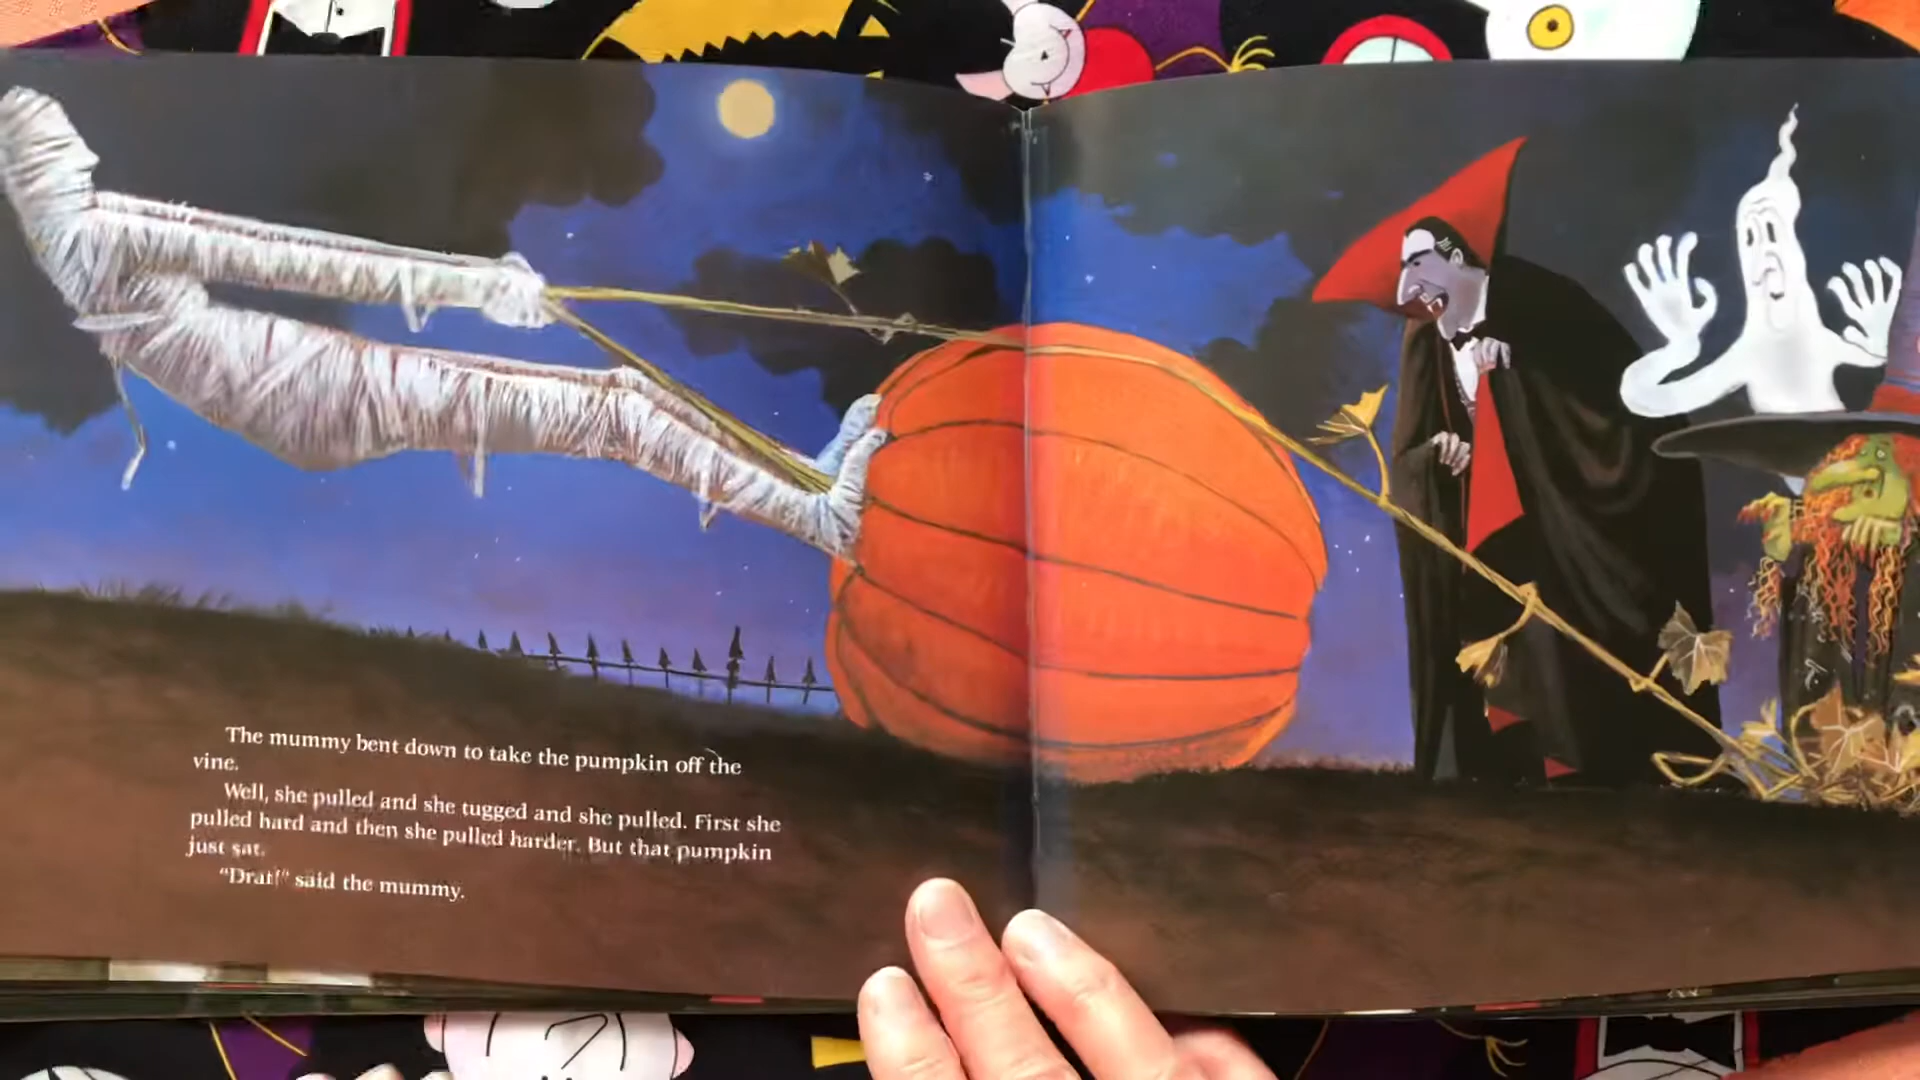 The mummy bent down to take the pumpkin off the
vine.
Well, she pulled and she tugged and she pulled. First she
pulled hard and then she pulled harder. But that pumpkin
just sat.
“Drat!” said the mummy.